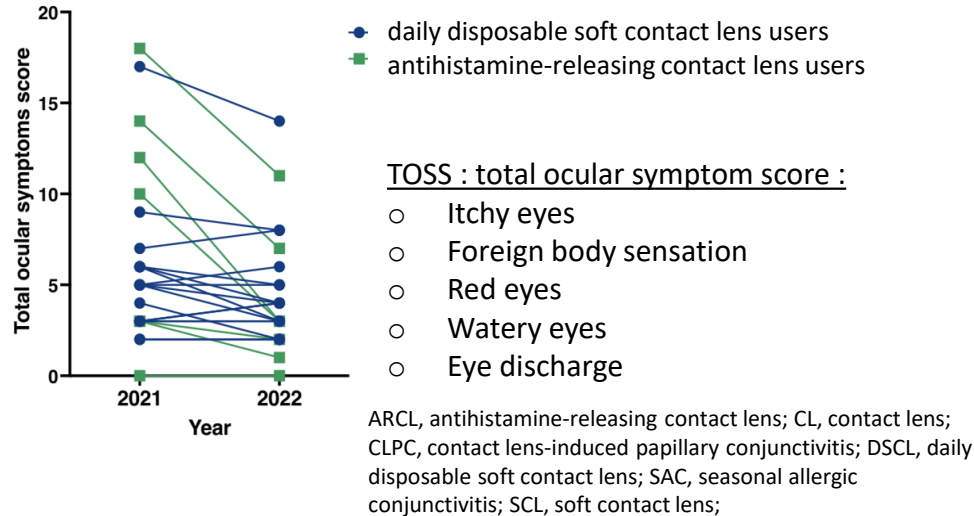 20
15
10
5
0
Total ocular symptoms score
2021
2022
Year
daily disposable soft contact lens users
antihistamine-releasing contact lens users
TOSS : total ocular symptom score :
○ Itchy eyes
○ Foreign body sensation
○ Red eyes
○ Watery eyes
○ Eye discharge
ARCL, antihistamine-releasing contact lens; CL, contact lens;
CLPC, contact lens-induced papillary conjunctivitis; DSCL, daily
disposable soft contact lens; SAC, seasonal allergic
conjunctivitis; SCL, soft contact lens;